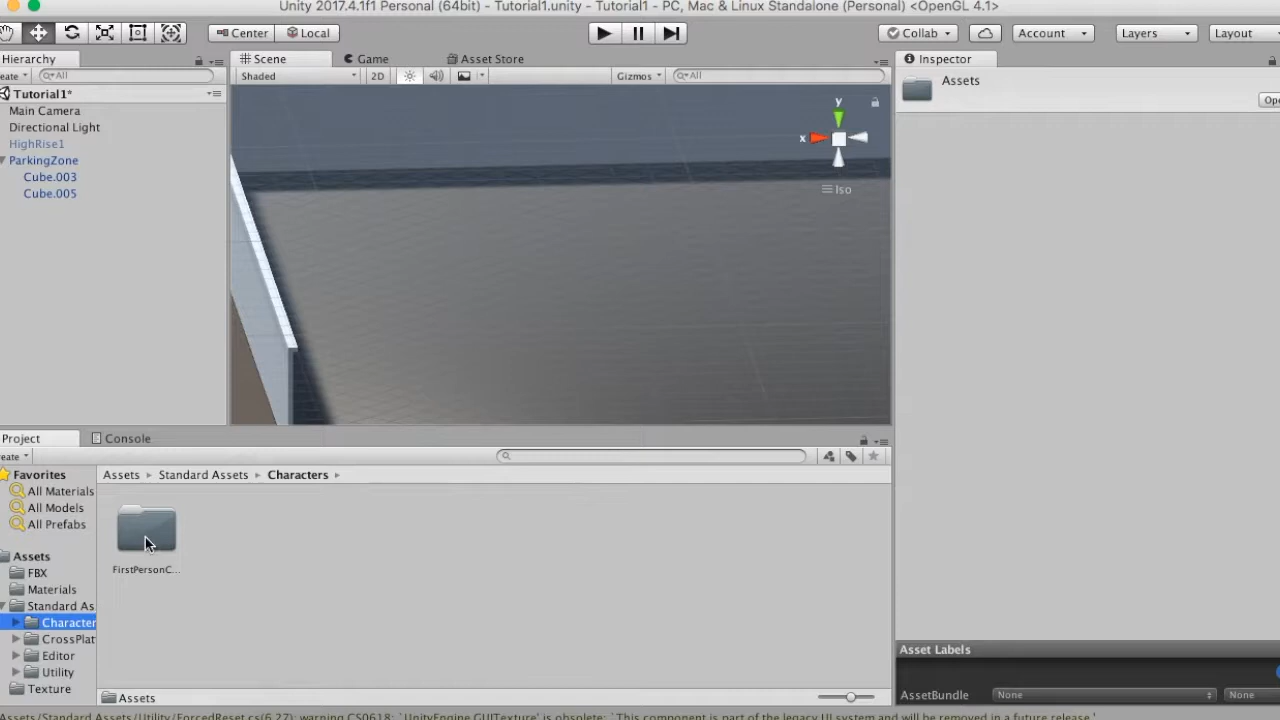 Unity 2017.4.1f1 Personal (64bit) - Tutorial1.unity - Tutorial1 - PC, Mac & Linux Standalone (Personal) <OpenGL 4.1>
Center Local Collab Account Layers Layout
Hierarchy Scene Game Asset Store Inspector
eate All Shaded 2D Gizmos All Assets
Tutorial1* Ope
Main Camera
Directional Light
HighRise1
ParkingZone
Cube.003
Cube.005
y
x
Iso
Project Console
eate
Favorites Assets Standard Assets Characters
All Materials
All Models
All Prefabs
Assets
FBX FirstPersonC...
Materials
Standard As
Character
CrossPlat
Editor
Utility
Texture
Assets
Asset Labels
AssetBundle None None
Assets/Standard Assets/Utility/ForcedReset.cs(6,27): warning CS0618: `UnityEngine.GUITexture' is obsolete: `This component is part of the legacy UI system and will be removed in a future release.'